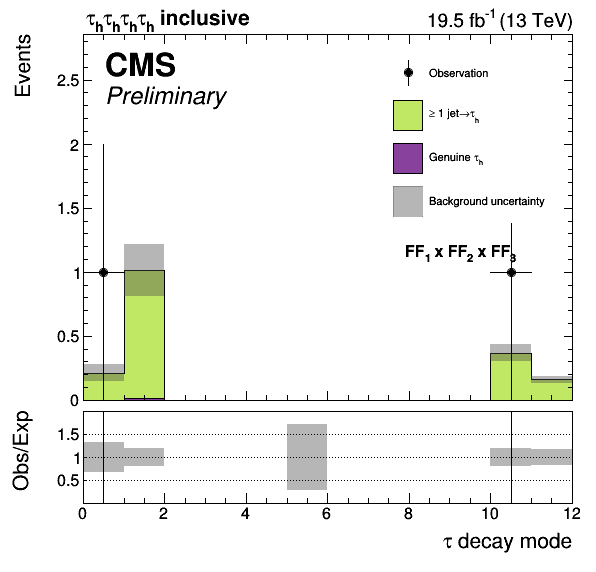 τₕτₕτₕτₕ inclusive
19.5 fb⁻¹ (13 TeV)
Events
CMS
Preliminary
Observation
≥ 1 jet→τₕ
Genuine τₕ
Background uncertainty
FF₁ x FF₂ x FF₃
2.5
2
1.5
1
0.5
0
Obs/Exp
1.5
1
0.5
0 2 4 6 8 10 12
τ decay mode